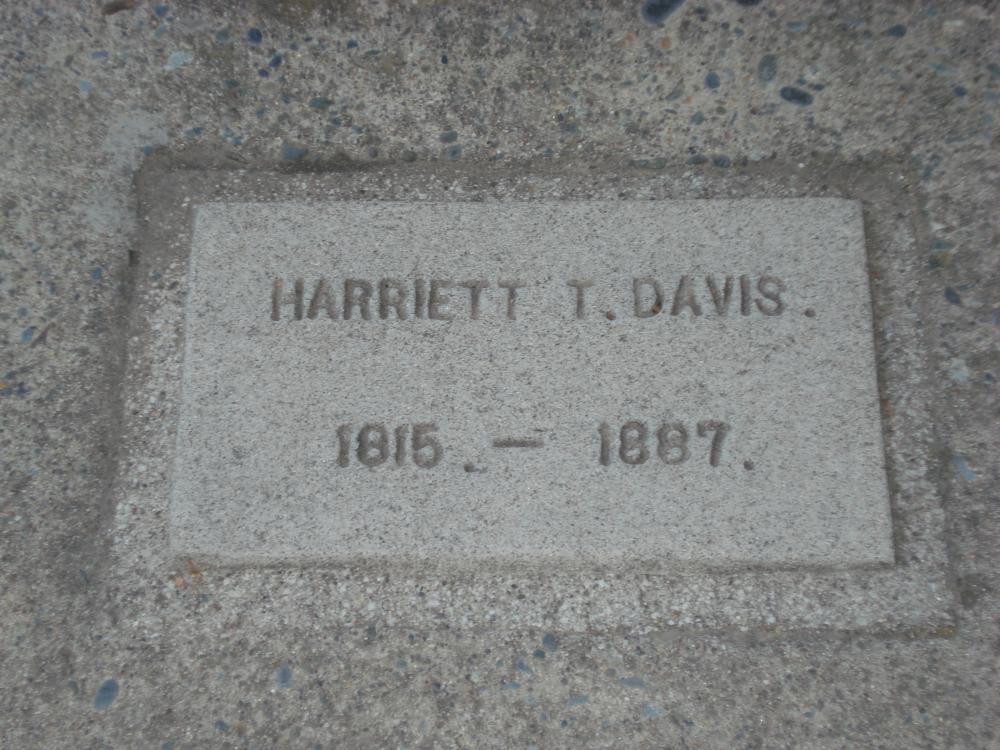 HARRIETT T. DAVIS.
1815. — 1887.